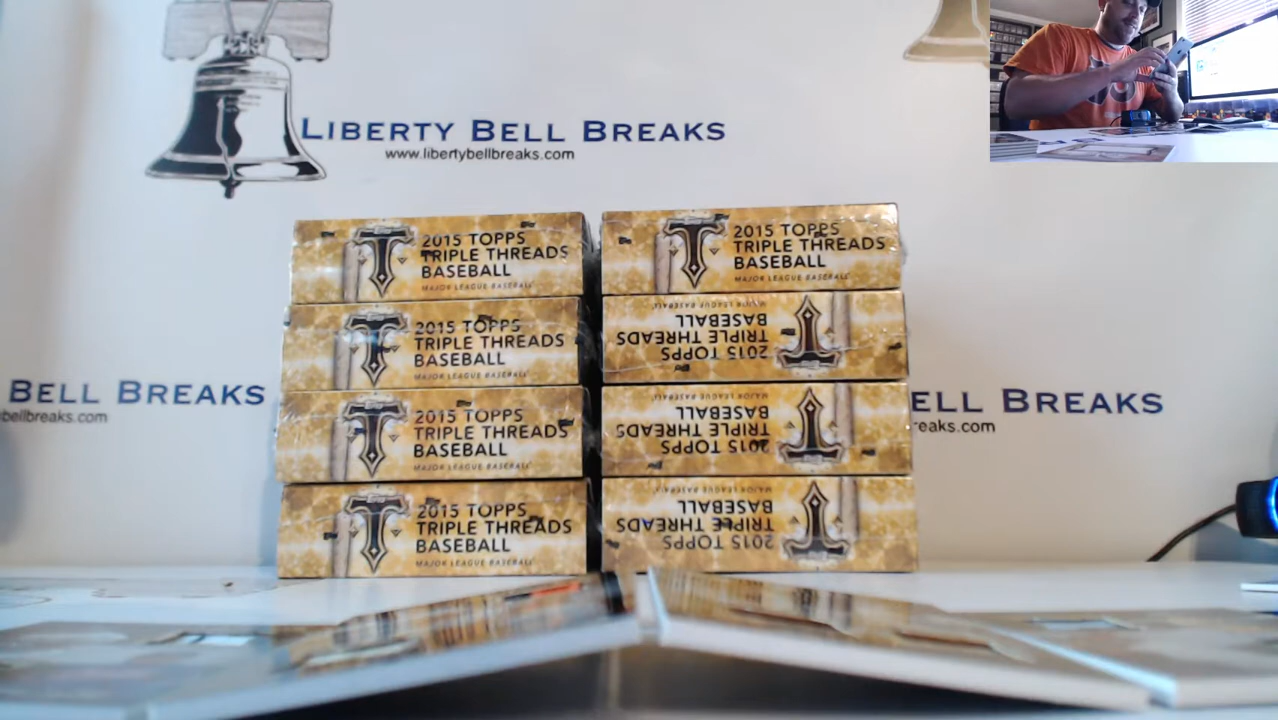 LIBERTY BELL BREAKS
www.libertybellbreaks.com
2015 TOPPS
TRIPLE THREADS
BASEBALL
MAJOR LEAGUE BASEBALL
2015 TOPPS
TRIPLE THREADS
BASEBALL
MAJOR LEAGUE BASEBALL
2015 TOPPS
TRIPLE THREADS
BASEBALL
MAJOR LEAGUE BASEBALL
2015 TOPPS
TRIPLE THREADS
BASEBALL
MAJOR LEAGUE BASEBALL
BELL BREAKS
bellbreaks.com
ELL BREAKS
reaks.com
2015 TOPPS
TRIPLE THREADS
BASEBALL
MAJOR LEAGUE BASEBALL
2015 TOPPS
TRIPLE THREADS
BASEBALL
MAJOR LEAGUE BASEBALL
2015 TOPPS
TRIPLE THREADS
BASEBALL
MAJOR LEAGUE BASEBALL
2015 TOPPS
TRIPLE THREADS
BASEBALL
MAJOR LEAGUE BASEBALL